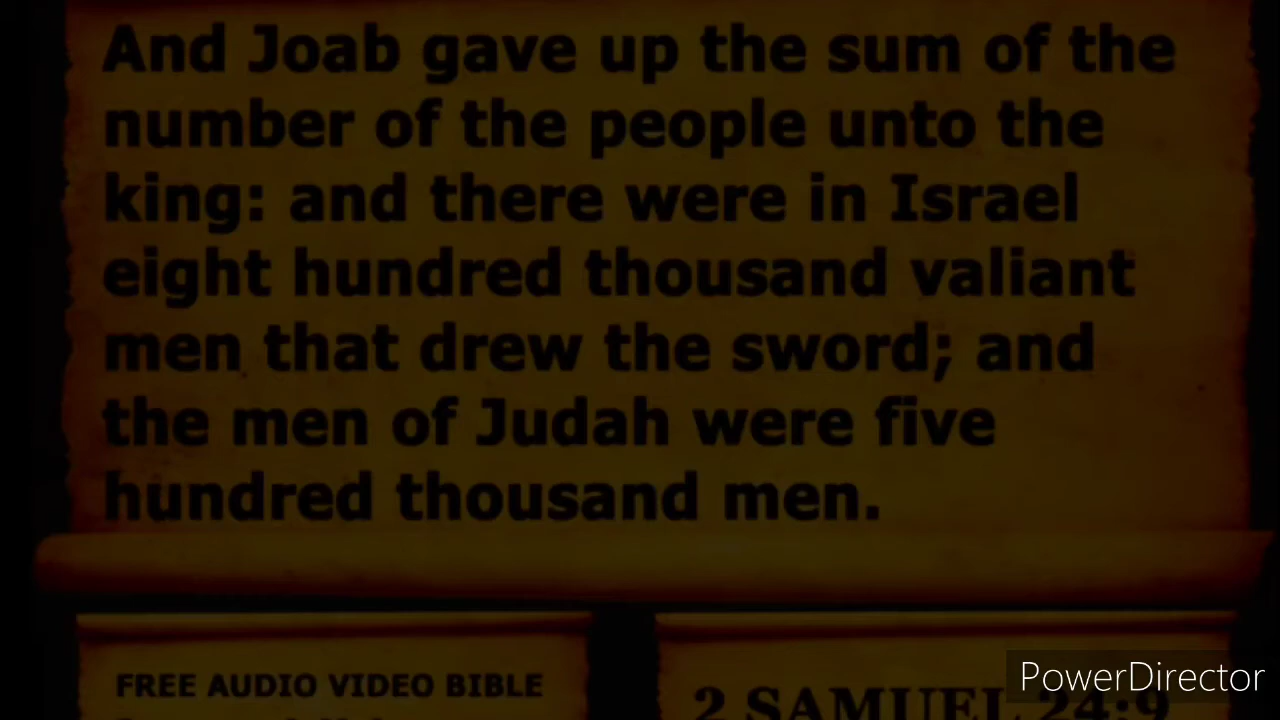 And Joab gave up the sum of the
number of the people unto the
king: and there were in Israel
eight hundred thousand valiant
men that drew the sword; and
the men of Judah were five
hundred thousand men.
FREE AUDIO VIDEO BIBLE
2 SAMUEL 24:9
PowerDirector